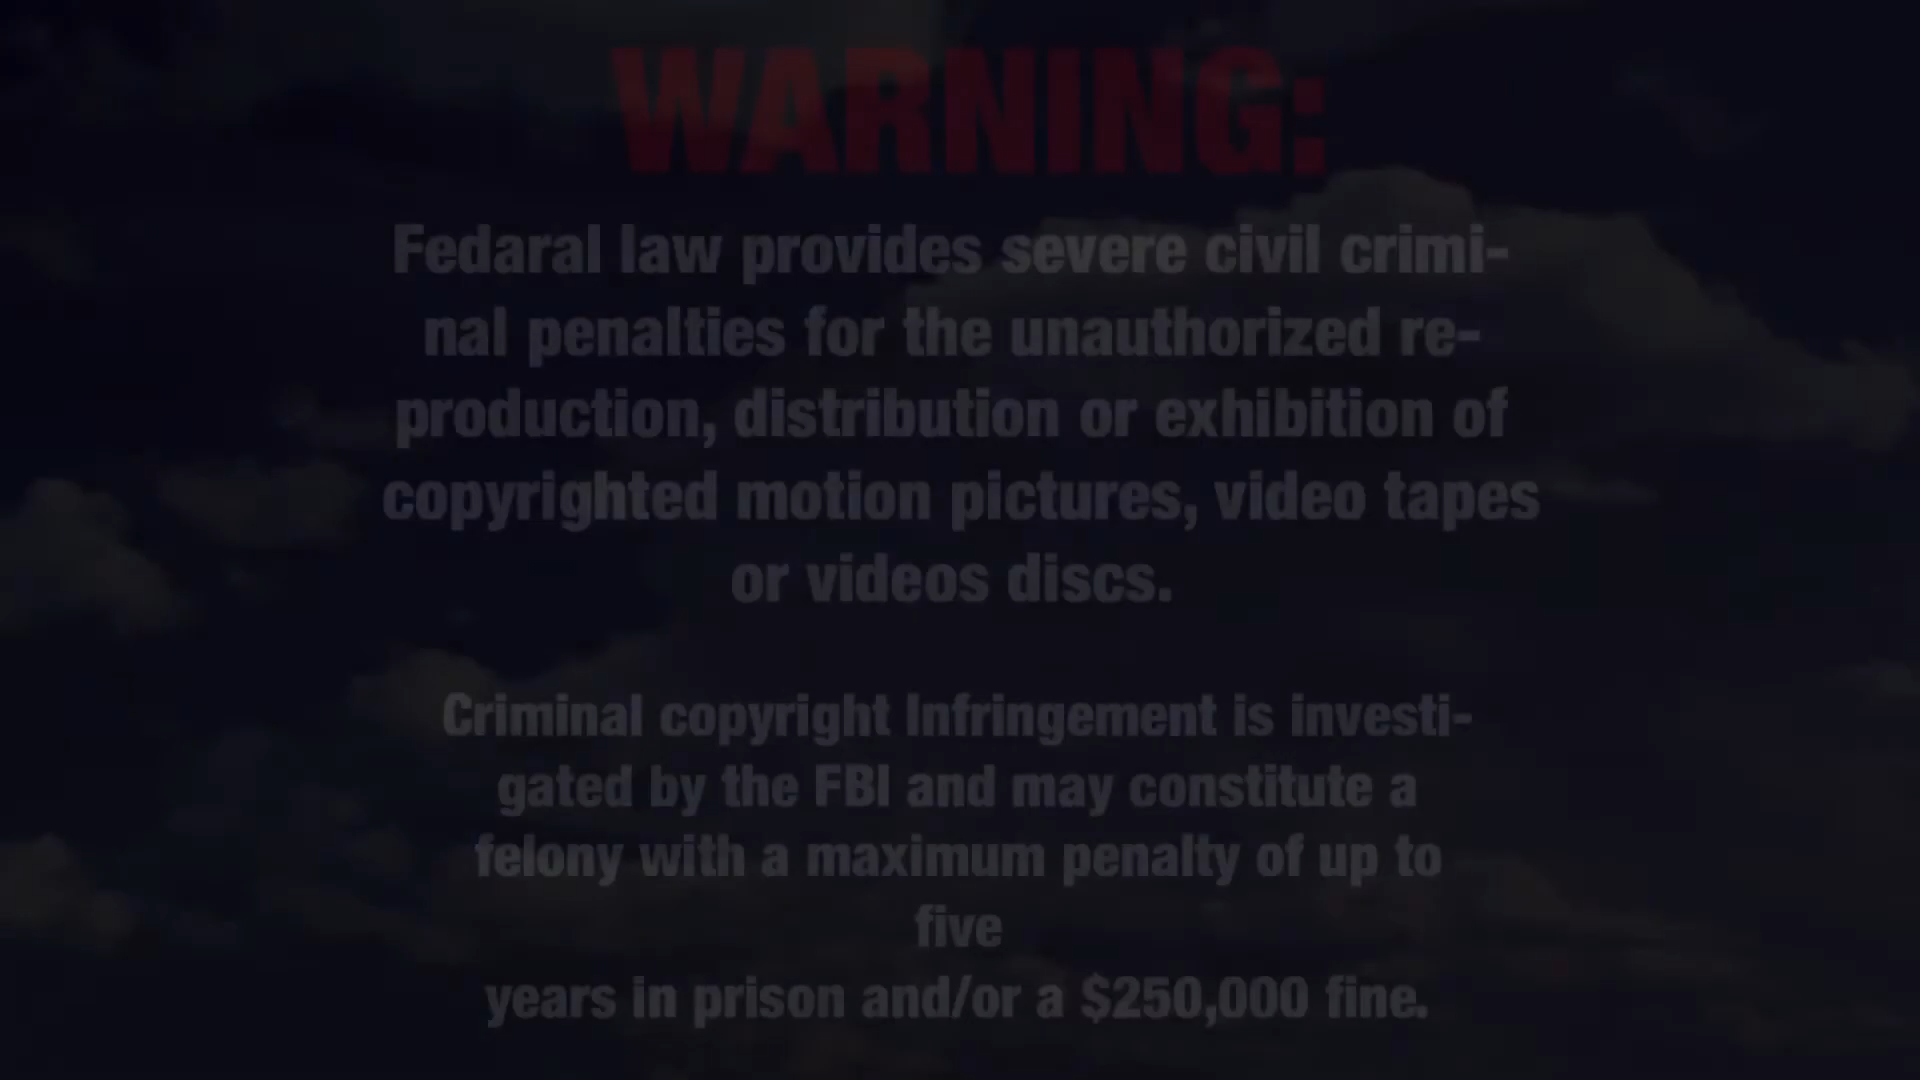 WARNING:
Fedaral law provides severe civil crimi-
nal penalties for the unauthorized re-
production, distribution or exhibition of
copyrighted motion pictures, video tapes
or videos discs.
Criminal copyright Infringement is investi-
gated by the FBI and may constitute a
felony with a maximum penalty of up to
five
years in prison and/or a $250,000 fine.